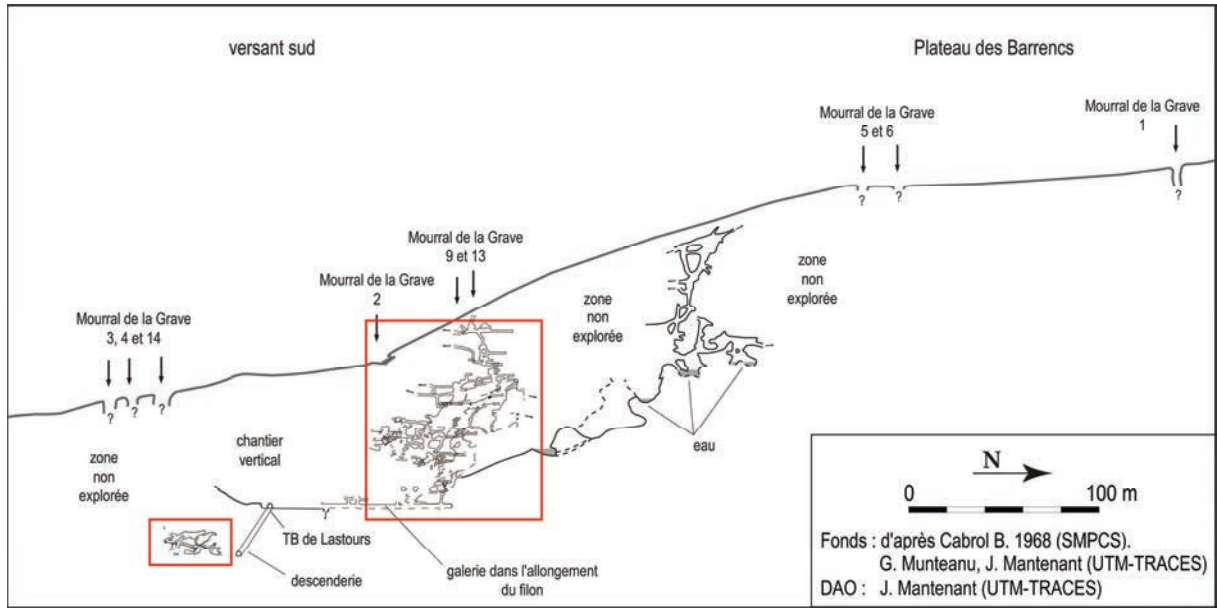 versant sud
Plateau des Barrencs
Mourral de la Grave
1
Mourral de la Grave
5 et 6
Mourral de la Grave
9 et 13
Mourral de la Grave
2
Mourral de la Grave
3, 4 et 14
?
?
?
?
?
?
zone
non
explorée
zone
non
explorée
zone
non
explorée
chantier
vertical
eau
TB de Lastours
descenderie
galerie dans l'allongement
du filon
N
0
100 m
Fonds : d'après Cabrol B. 1968 (SMPCS).
G. Munteanu, J. Mantenant (UTM-TRACES)
DAO : J. Mantenant (UTM-TRACES)